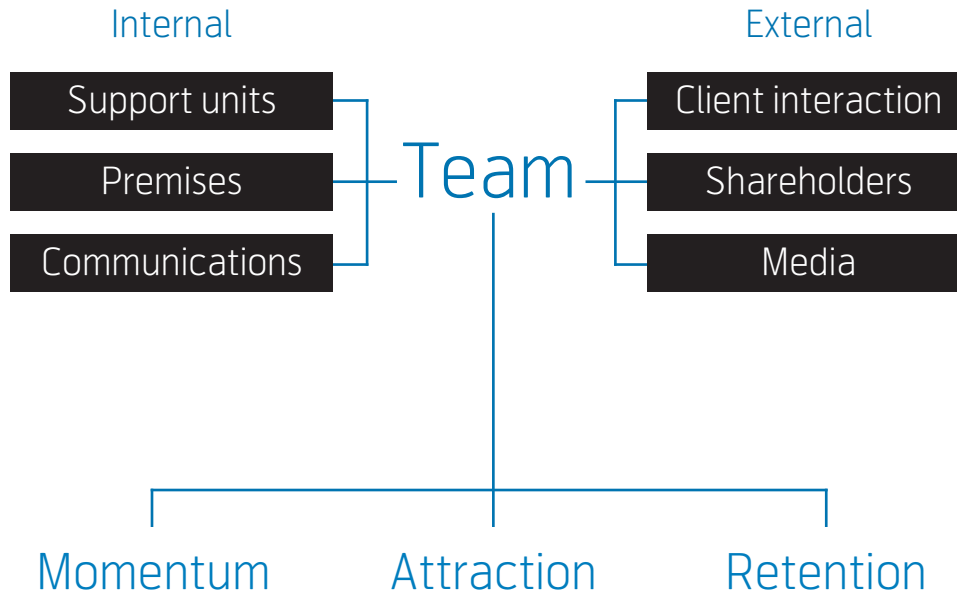 Internal
External
Support units
Client interaction
Team
Premises
Shareholders
Communications
Media
Momentum
Attraction
Retention